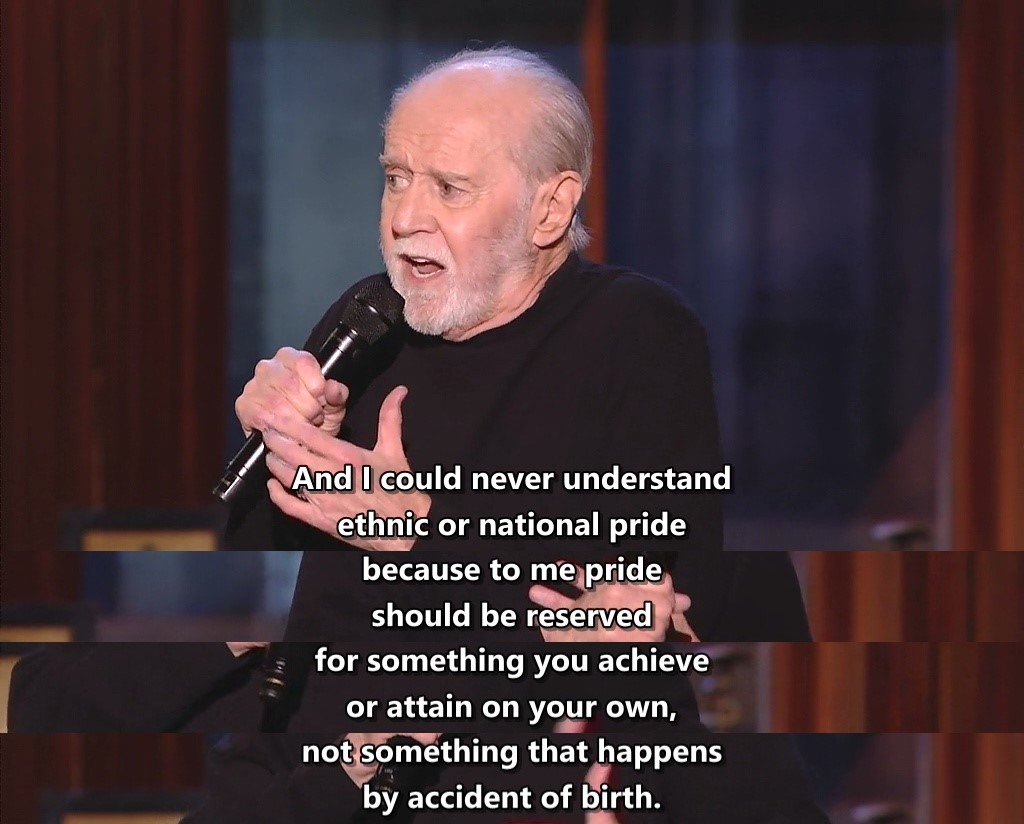 And I could never understand
ethnic or national pride
because to me pride
should be reserved
for something you achieve
or attain on your own,
not something that happens
by accident of birth.